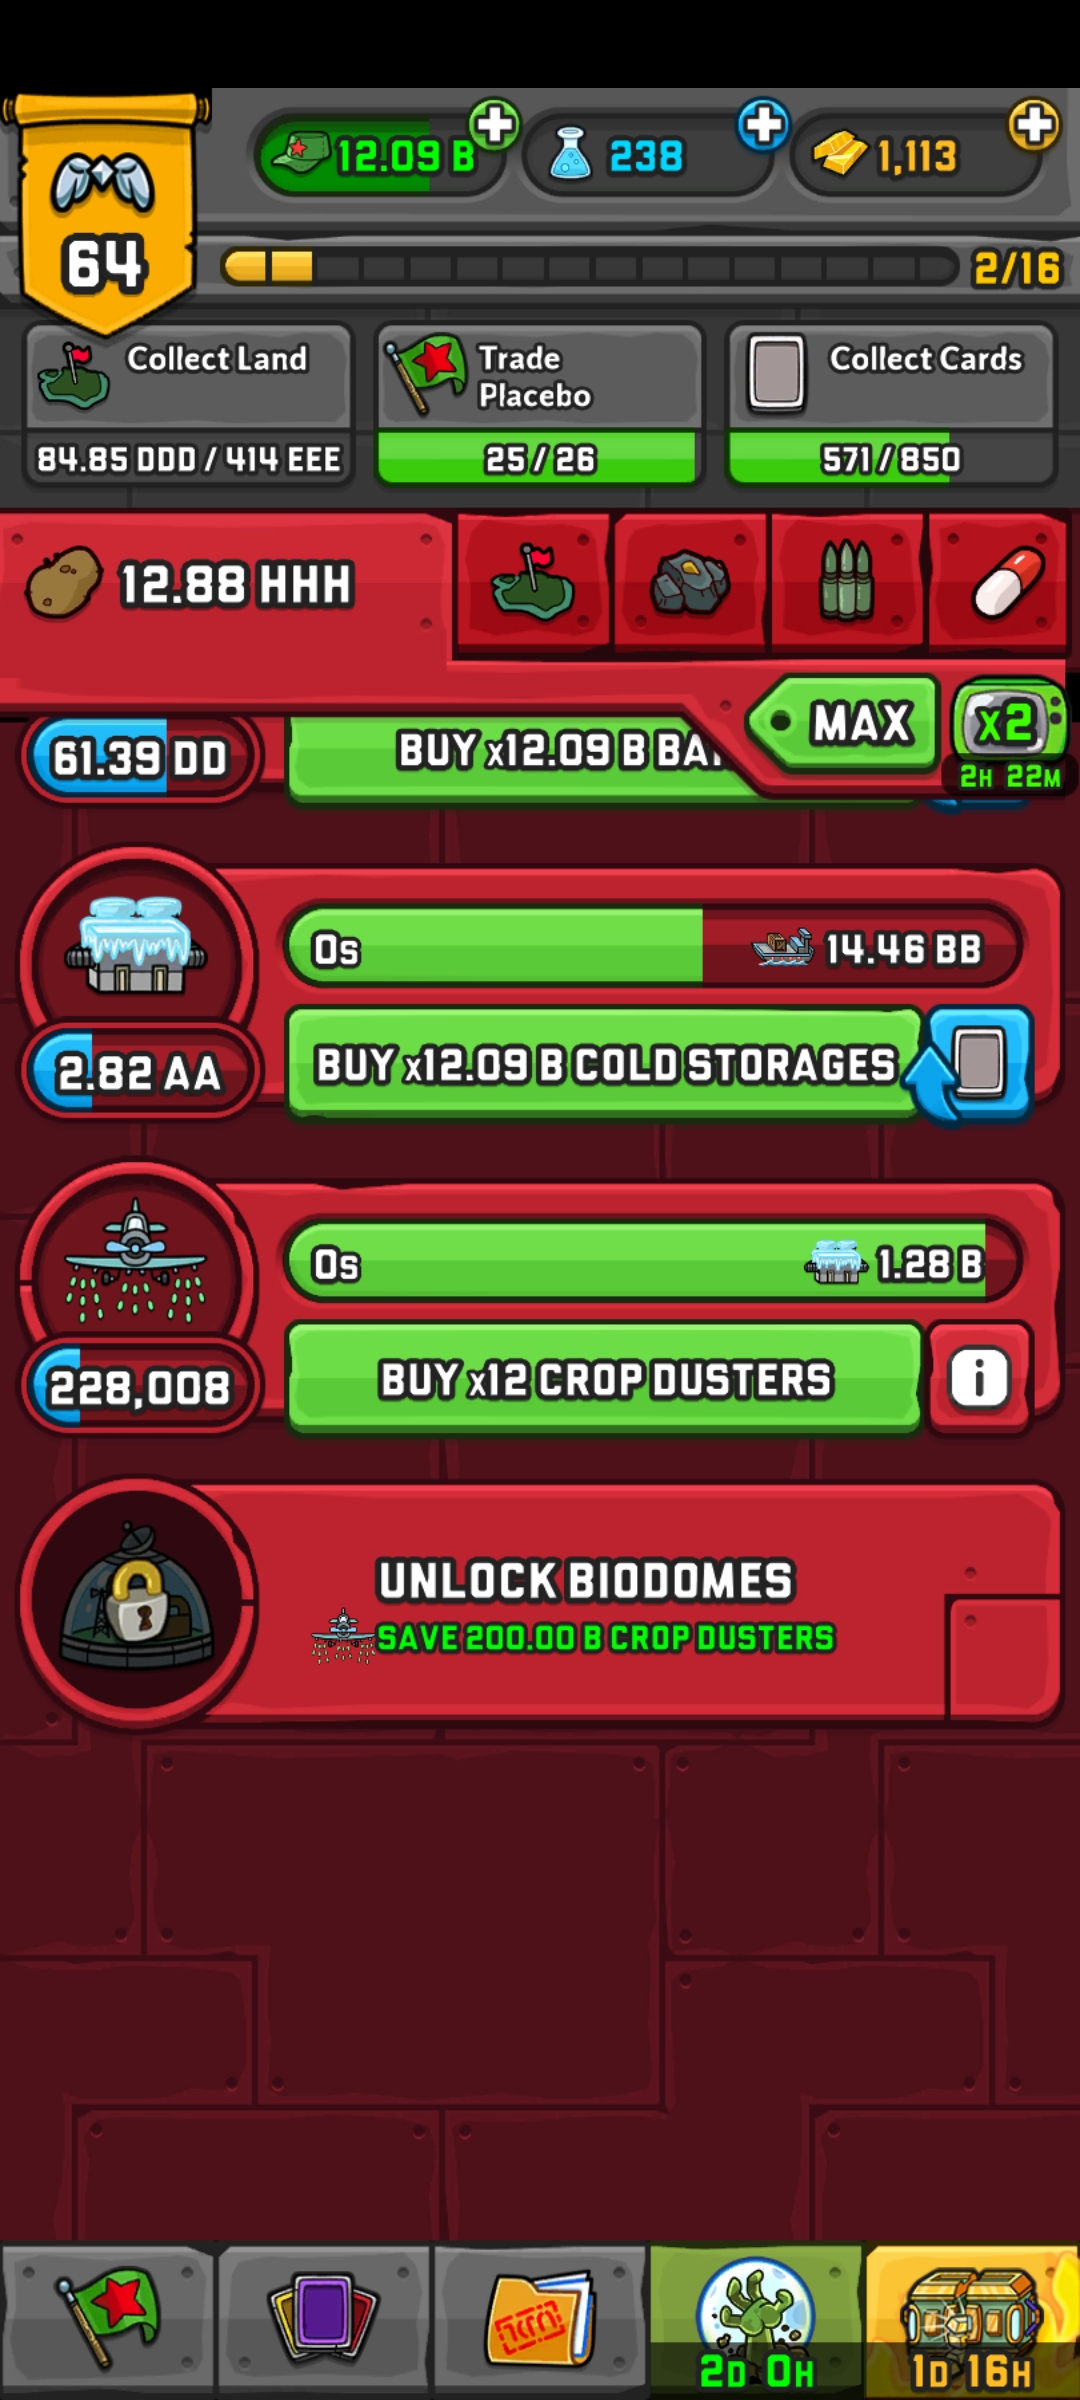 12.09 B
238
1,113
64
2/16
Collect Land
84.85 DDD / 414 EEE
Trade
Placebo
25 / 26
Collect Cards
571 / 850
12.88 HHH
MAX
x2
2H 22M
61.39 DD
BUY x12.09 B
0s
14.46 BB
2.82 AA
BUY x12.09 B COLD STORAGES
0s
1.28 B
228,008
BUY x12 CROP DUSTERS
i
UNLOCK BIODOMES
SAVE 200.00 B CROP DUSTERS
2D 0H
1D 16H